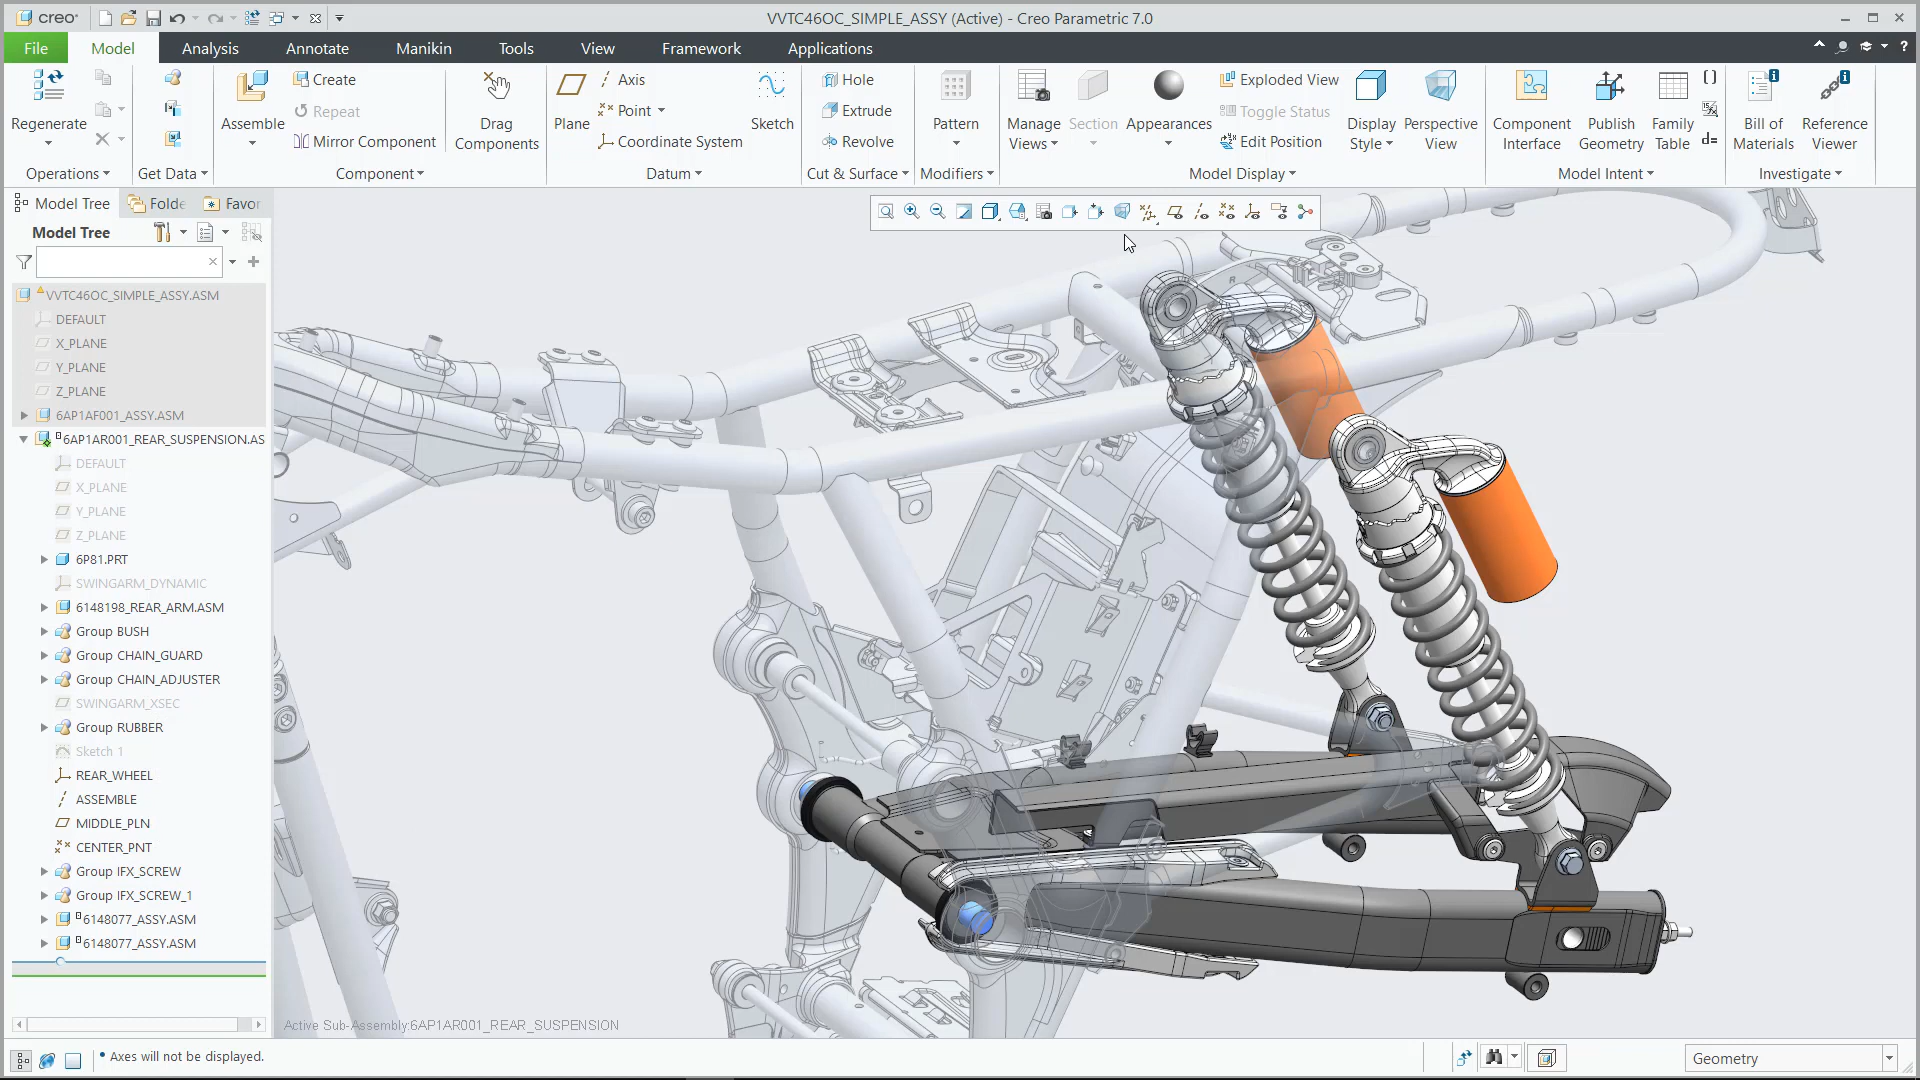 creo
VVTC46OC_SIMPLE_ASSY (Active) - Creo Parametric 7.0
File Model Analysis Annotate Manikin Tools View Framework Applications
Regenerate
Operations
Get Data
Assemble
Create
Repeat
Mirror Component
Drag Components
Component
Plane
Axis
Point
Coordinate System
Sketch
Datum
Hole
Extrude
Revolve
Cut & Surface
Pattern
Modifiers
Manage Views
Section
Appearances
Exploded View
Toggle Status
Edit Position
Display Style
Perspective View
Model Display
Component Interface
Publish Geometry
Family Table
Model Intent
Bill of Materials
Reference Viewer
Investigate
Model Tree Folde Favor
Model Tree
VVTC46OC_SIMPLE_ASSY.ASM
DEFAULT
X_PLANE
Y_PLANE
Z_PLANE
6AP1AF001_ASSY.ASM
6AP1AR001_REAR_SUSPENSION.AS
DEFAULT
X_PLANE
Y_PLANE
Z_PLANE
6P81.PRT
SWINGARM_DYNAMIC
6148198_REAR_ARM.ASM
Group BUSH
Group CHAIN_GUARD
Group CHAIN_ADJUSTER
SWINGARM_XSEC
Group RUBBER
Sketch 1
REAR_WHEEL
ASSEMBLE
MIDDLE_PLN
CENTER_PNT
Group IFX_SCREW
Group IFX_SCREW_1
6148077_ASSY.ASM
6148077_ASSY.ASM
Active Sub-Assembly:6AP1AR001_REAR_SUSPENSION
Axes will not be displayed.
Geometry